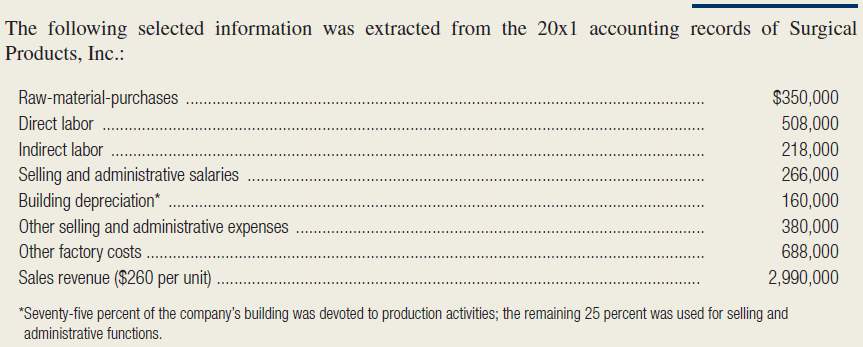 The following selected information was extracted from the 20x1 accounting records of Surgical
Products, Inc.:
Raw-material-purchases ........ $350,000
Direct labor ........ 508,000
Indirect labor ........ 218,000
Selling and administrative salaries ........ 266,000
Building depreciation* ........ 160,000
Other selling and administrative expenses ........ 380,000
Other factory costs ........ 688,000
Sales revenue ($260 per unit) ........ 2,990,000
*Seventy-five percent of the company's building was devoted to production activities; the remaining 25 percent was used for selling and
administrative functions.